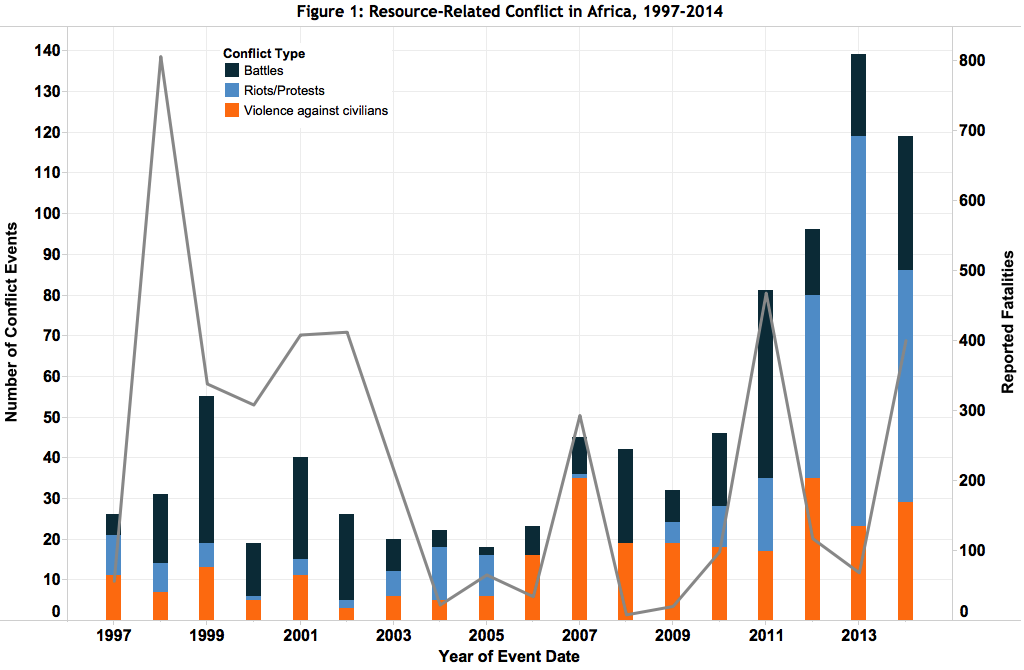 Figure 1: Resource-Related Conflict in Africa, 1997-2014
Conflict Type
Battles
Riots/Protests
Violence against civilians
Number of Conflict Events
140
130
120
110
100
90
80
70
60
50
40
30
20
10
0
800
700
600
500
400
300
200
100
0
Reported Fatalities
1997 1999 2001 2003 2005 2007 2009 2011 2013
Year of Event Date